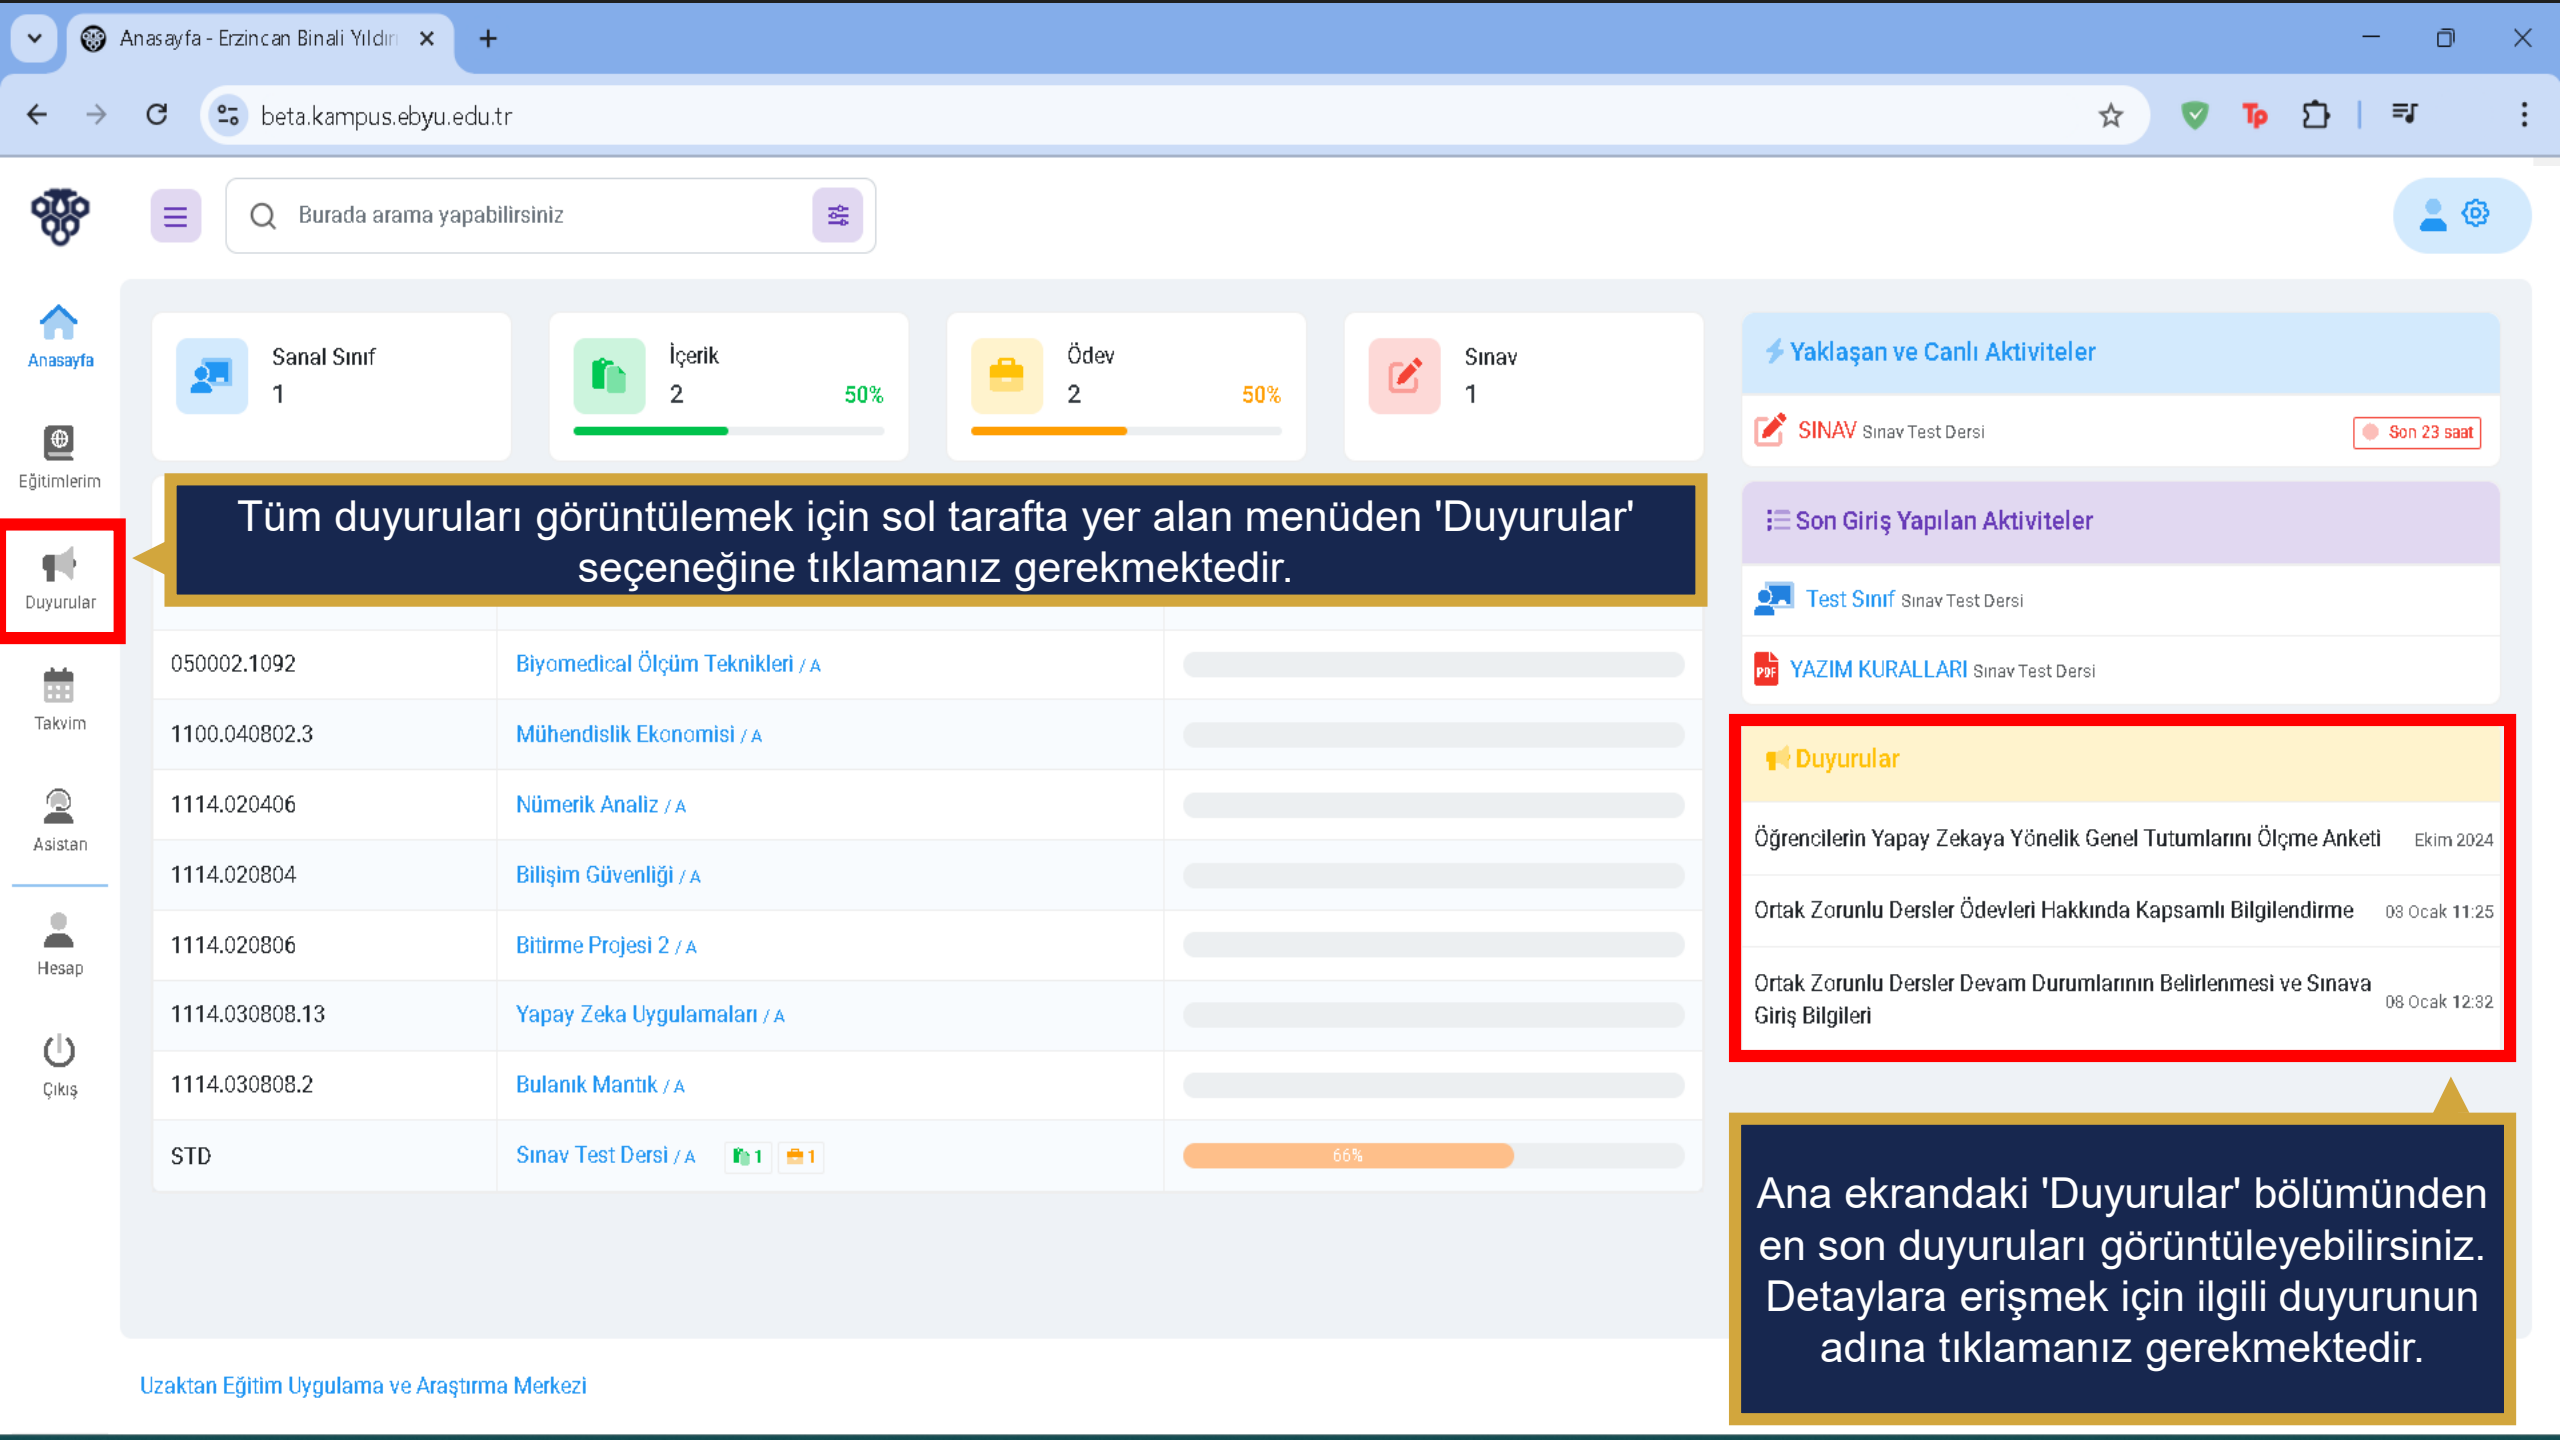 Anasayfa - Erzincan Binali Yıldırı
beta.kampus.ebyu.edu.tr
Burada arama yapabilirsiniz
Anasayfa
Eğitimlerim
Duyurular
Takvim
Asistan
Hesap
Çıkış
Sanal Sınıf
1
İçerik
2 50%
Ödev
2 50%
Sınav
1
Tüm duyuruları görüntülemek için sol tarafta yer alan menüden 'Duyurular'
seçeneğine tıklamanız gerekmektedir.
050002.1092 Biyomedical Ölçüm Teknikleri / A
1100.040802.3 Mühendislik Ekonomisi / A
1114.020406 Nümerik Analiz / A
1114.020804 Bilişim Güvenliği / A
1114.020806 Bitirme Projesi 2 / A
1114.030808.13 Yapay Zeka Uygulamaları / A
1114.030808.2 Bulanık Mantık / A
STD Sınav Test Dersi / A 1 1 66%
Yaklaşan ve Canlı Aktiviteler
SINAV Sınav Test Dersi Son 23 saat
Son Giriş Yapılan Aktiviteler
Test Sınıf Sınav Test Dersi
PDF YAZIM KURALLARI Sınav Test Dersi
Duyurular
Öğrencilerin Yapay Zekaya Yönelik Genel Tutumlarını Ölçme Anketi Ekim 2024
Ortak Zorunlu Dersler Ödevleri Hakkında Kapsamlı Bilgilendirme 03 Ocak 11:25
Ortak Zorunlu Dersler Devam Durumlarının Belirlenmesi ve Sınava
Giriş Bilgileri 08 Ocak 12:32
Ana ekrandaki 'Duyurular' bölümünden
en son duyuruları görüntüleyebilirsiniz.
Detaylara erişmek için ilgili duyurunun
adına tıklamanız gerekmektedir.
Uzaktan Eğitim Uygulama ve Araştırma Merkezi